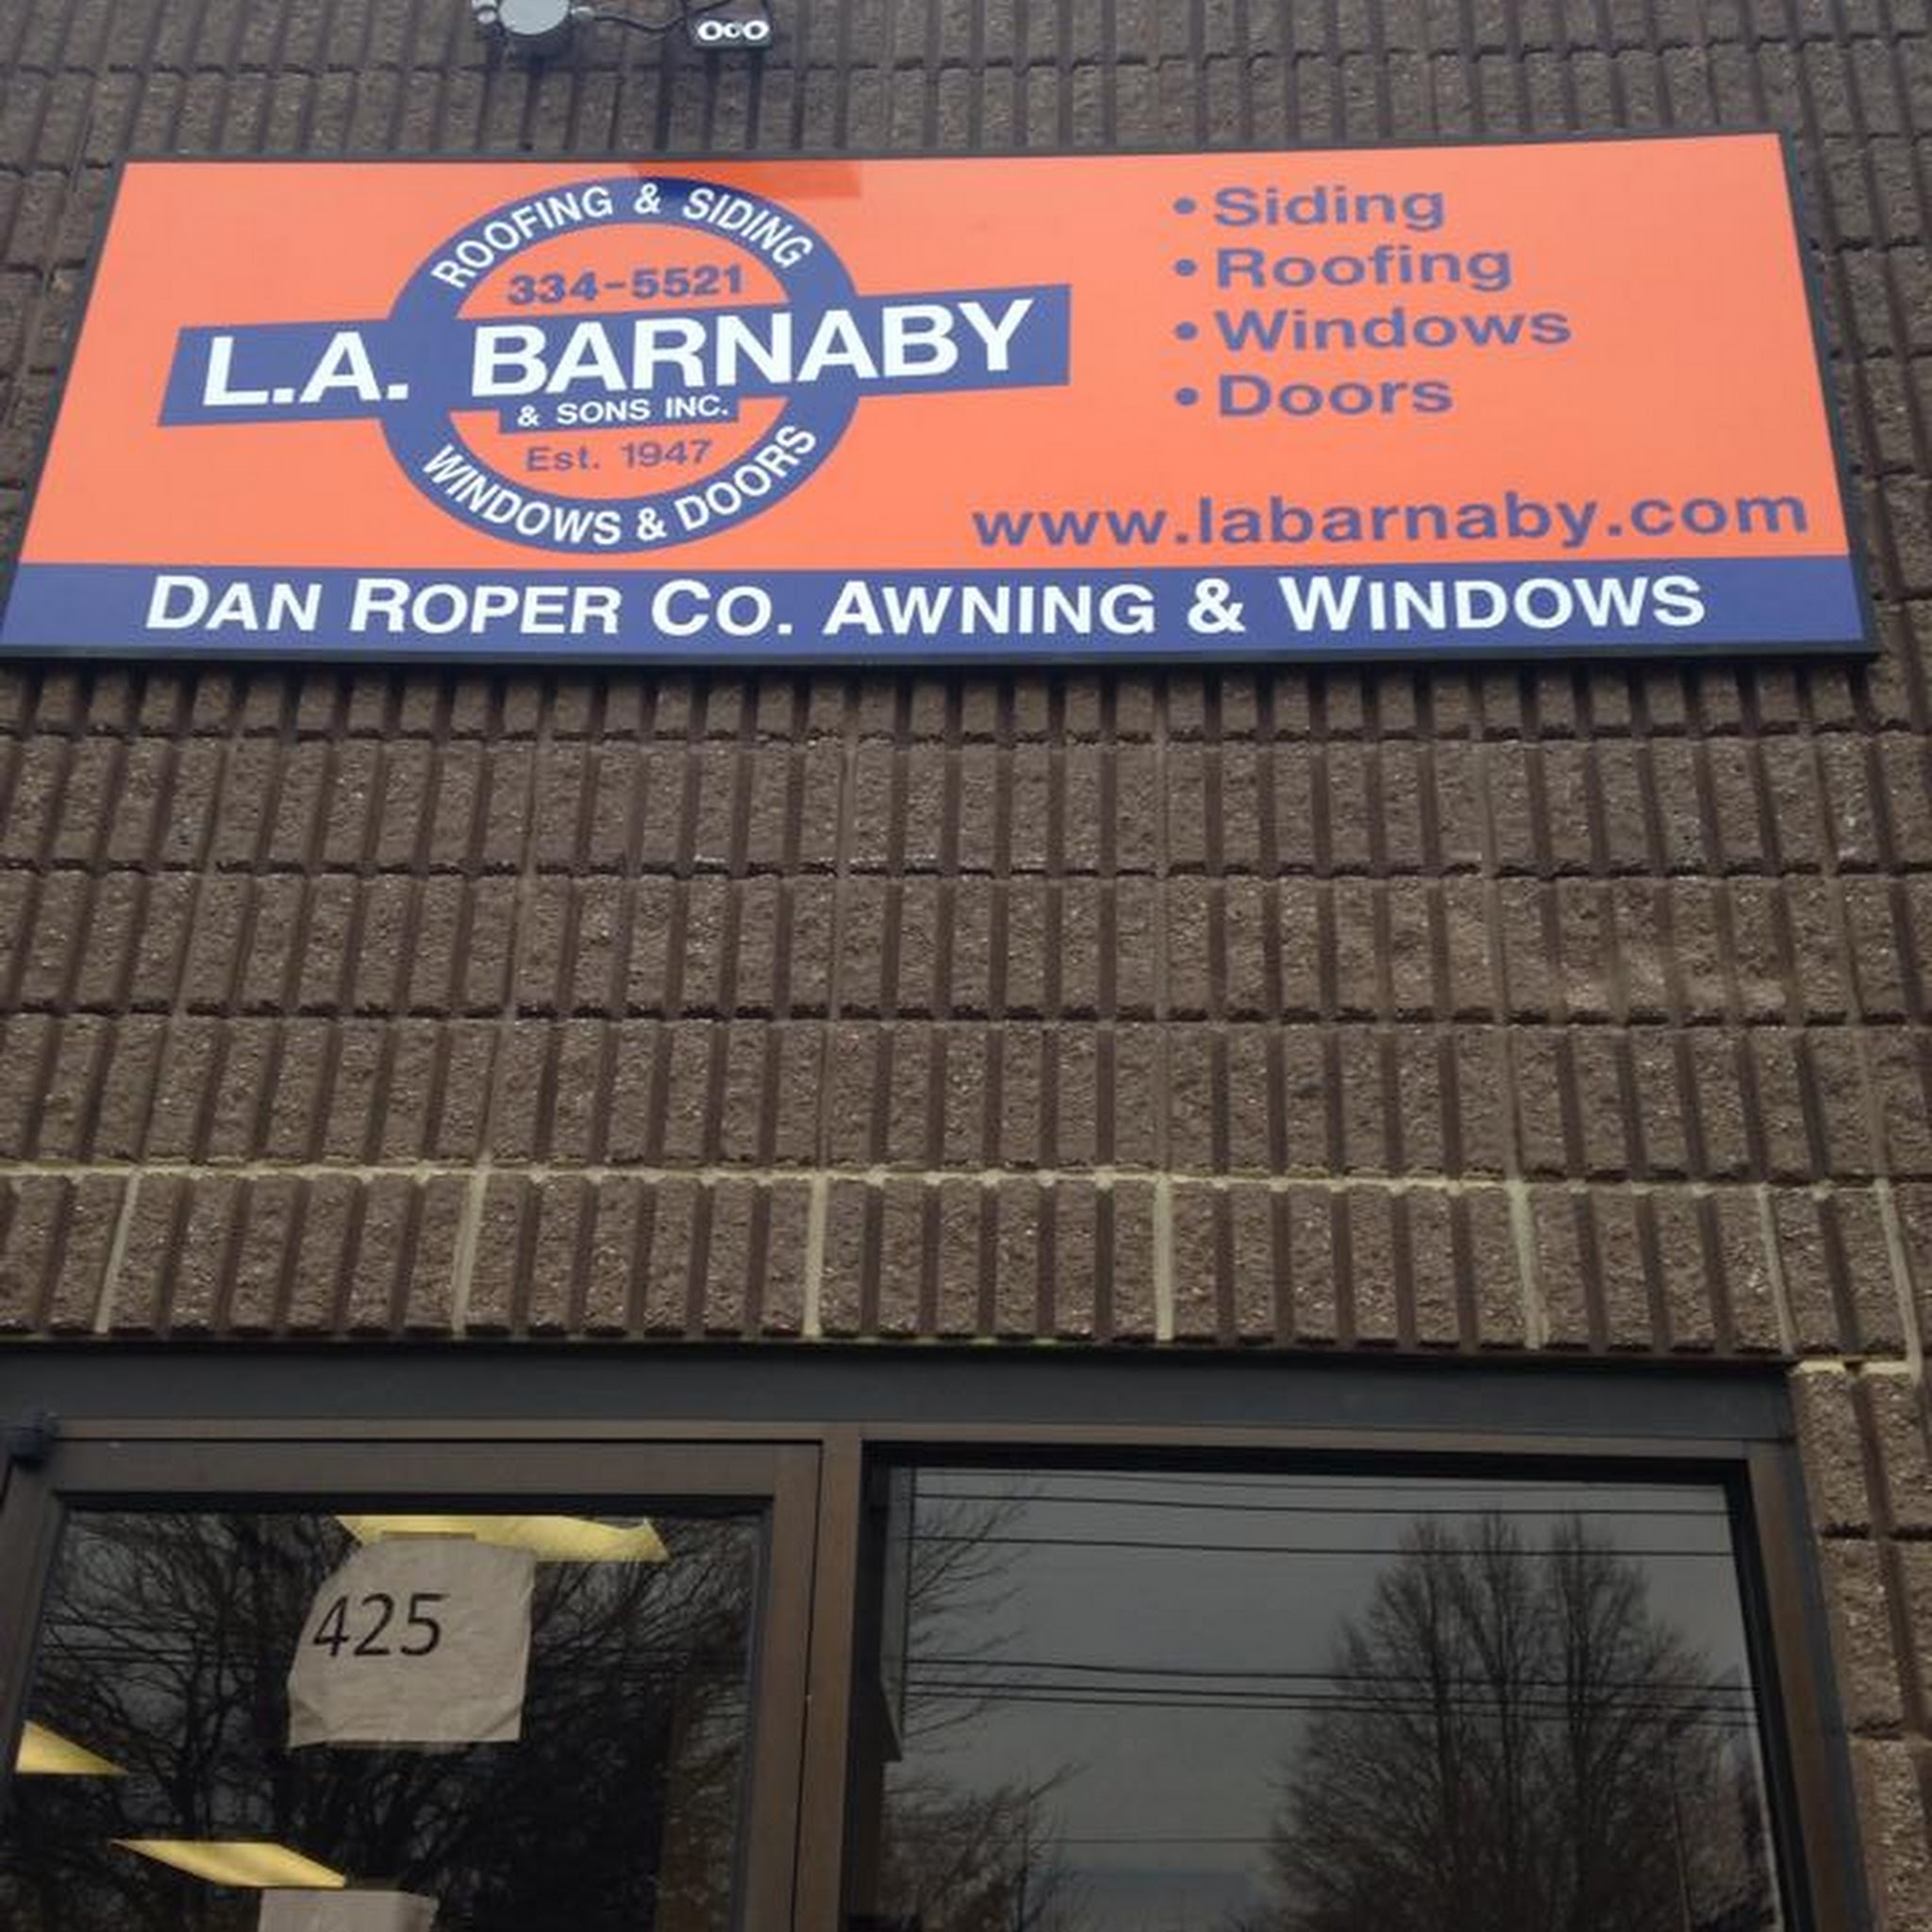 ROOFING & SIDING
334-5521
L.A. BARNABY
& SONS INC.
Est. 1947
WINDOWS & DOORS
• Siding
• Roofing
• Windows
• Doors
www.labarnaby.com
DAN ROPER CO. AWNING & WINDOWS
425